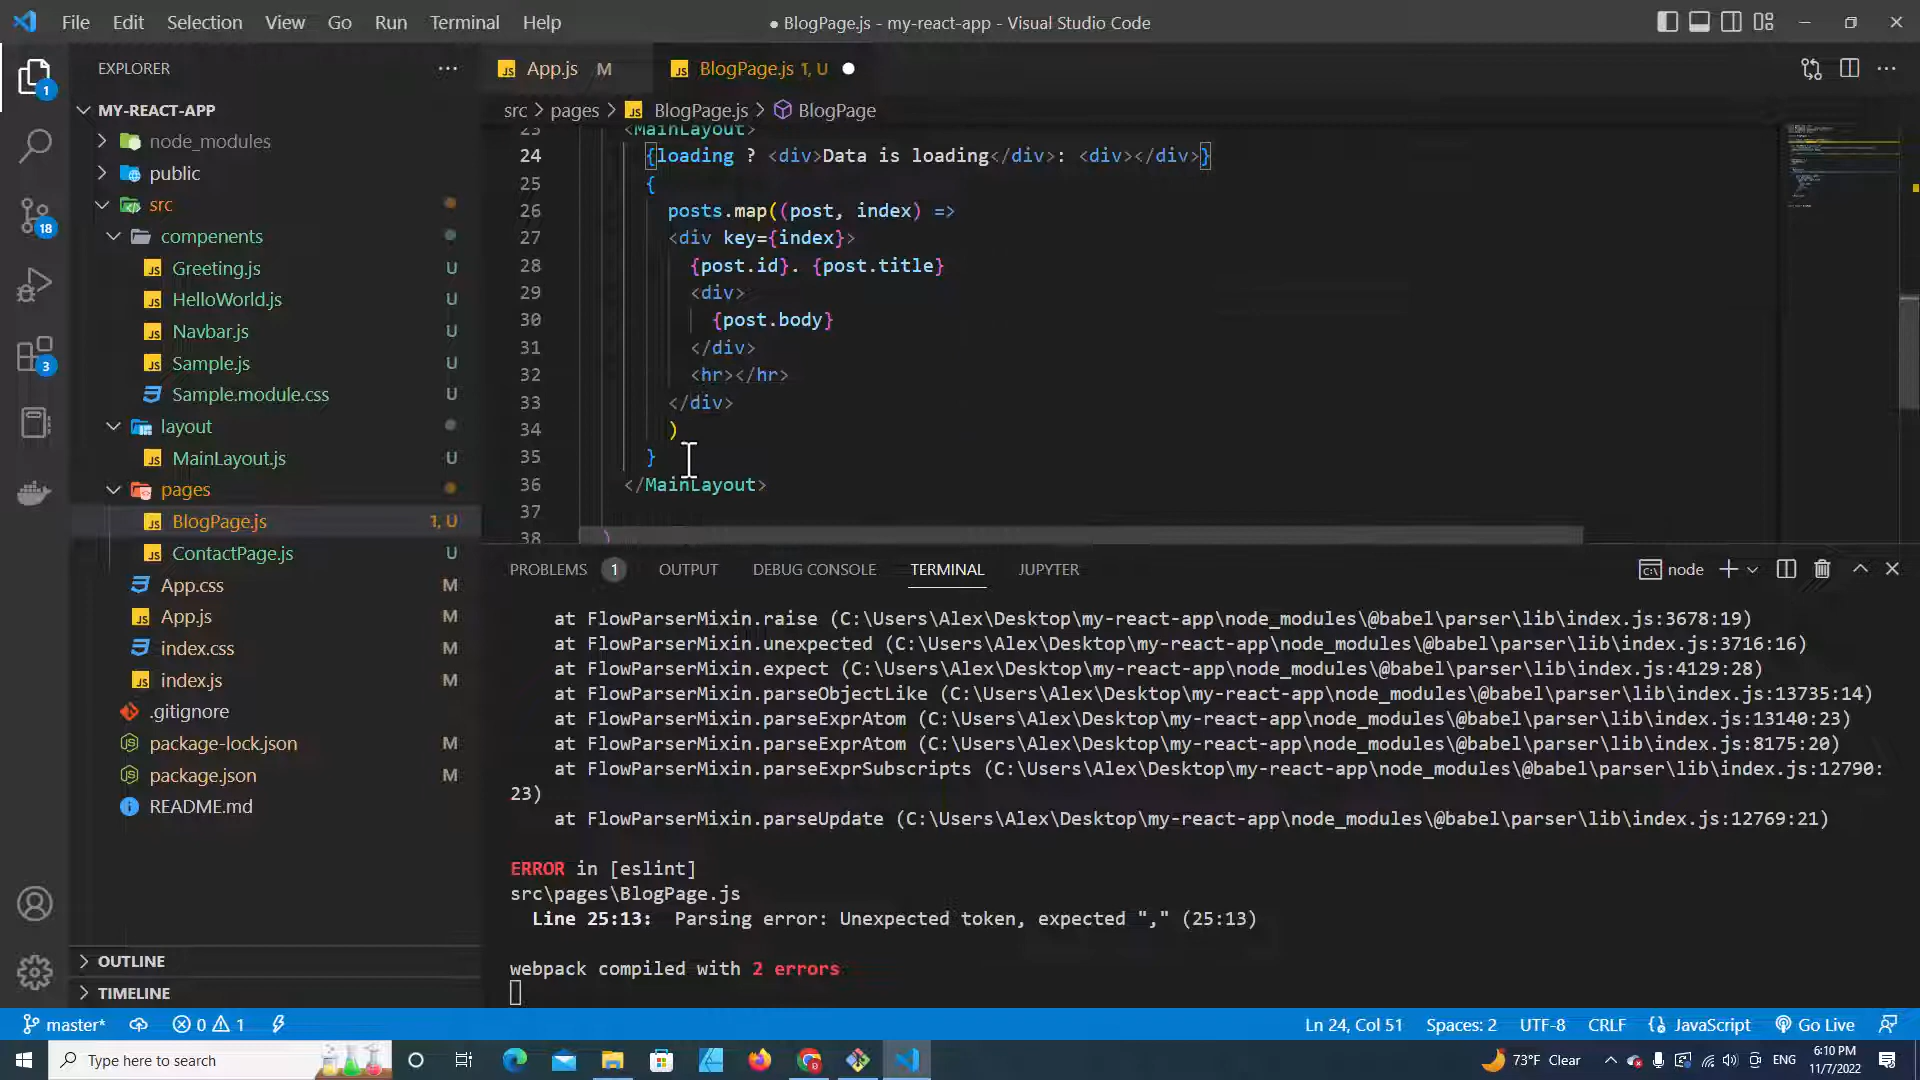 File Edit Selection View Go Run Terminal Help
● BlogPage.js - my-react-app - Visual Studio Code
EXPLORER
MY-REACT-APP
node_modules
public
src
compenents
Greeting.js U
HelloWorld.js U
Navbar.js U
Sample.js U
Sample.module.css U
layout
MainLayout.js U
pages
BlogPage.js 1, U
ContactPage.js U
App.css M
App.js M
index.css M
index.js M
.gitignore
package-lock.json M
package.json M
README.md
OUTLINE
TIMELINE
1
18
3
App.js M
BlogPage.js 1, U
src > pages > BlogPage.js > BlogPage
23 <MainLayout>
24 {loading ? <div>Data is loading</div>: <div></div>}
25 {
26 posts.map((post, index) =>
27 <div key={index}>
28 {post.id}. {post.title}
29 <div>
30 {post.body}
31 </div>
32 <hr></hr>
33 </div>
34 )
35 }
36 </MainLayout>
37
38 )
PROBLEMS 1 OUTPUT DEBUG CONSOLE TERMINAL JUPYTER
node
at FlowParserMixin.raise (C:\Users\Alex\Desktop\my-react-app\node_modules\@babel\parser\lib\index.js:3678:19)
at FlowParserMixin.unexpected (C:\Users\Alex\Desktop\my-react-app\node_modules\@babel\parser\lib\index.js:3716:16)
at FlowParserMixin.expect (C:\Users\Alex\Desktop\my-react-app\node_modules\@babel\parser\lib\index.js:4129:28)
at FlowParserMixin.parseObjectLike (C:\Users\Alex\Desktop\my-react-app\node_modules\@babel\parser\lib\index.js:13735:14)
at FlowParserMixin.parseExprAtom (C:\Users\Alex\Desktop\my-react-app\node_modules\@babel\parser\lib\index.js:13140:23)
at FlowParserMixin.parseExprAtom (C:\Users\Alex\Desktop\my-react-app\node_modules\@babel\parser\lib\index.js:8175:20)
at FlowParserMixin.parseExprSubscripts (C:\Users\Alex\Desktop\my-react-app\node_modules\@babel\parser\lib\index.js:12790:
23)
at FlowParserMixin.parseUpdate (C:\Users\Alex\Desktop\my-react-app\node_modules\@babel\parser\lib\index.js:12769:21)
ERROR in [eslint]
src\pages\BlogPage.js
Line 25:13: Parsing error: Unexpected token, expected "," (25:13)
webpack compiled with 2 errors
master* 0 1 Ln 24, Col 51 Spaces: 2 UTF-8 CRLF JavaScript Go Live
Type here to search
73°F Clear
ENG
6:10 PM
11/7/2022